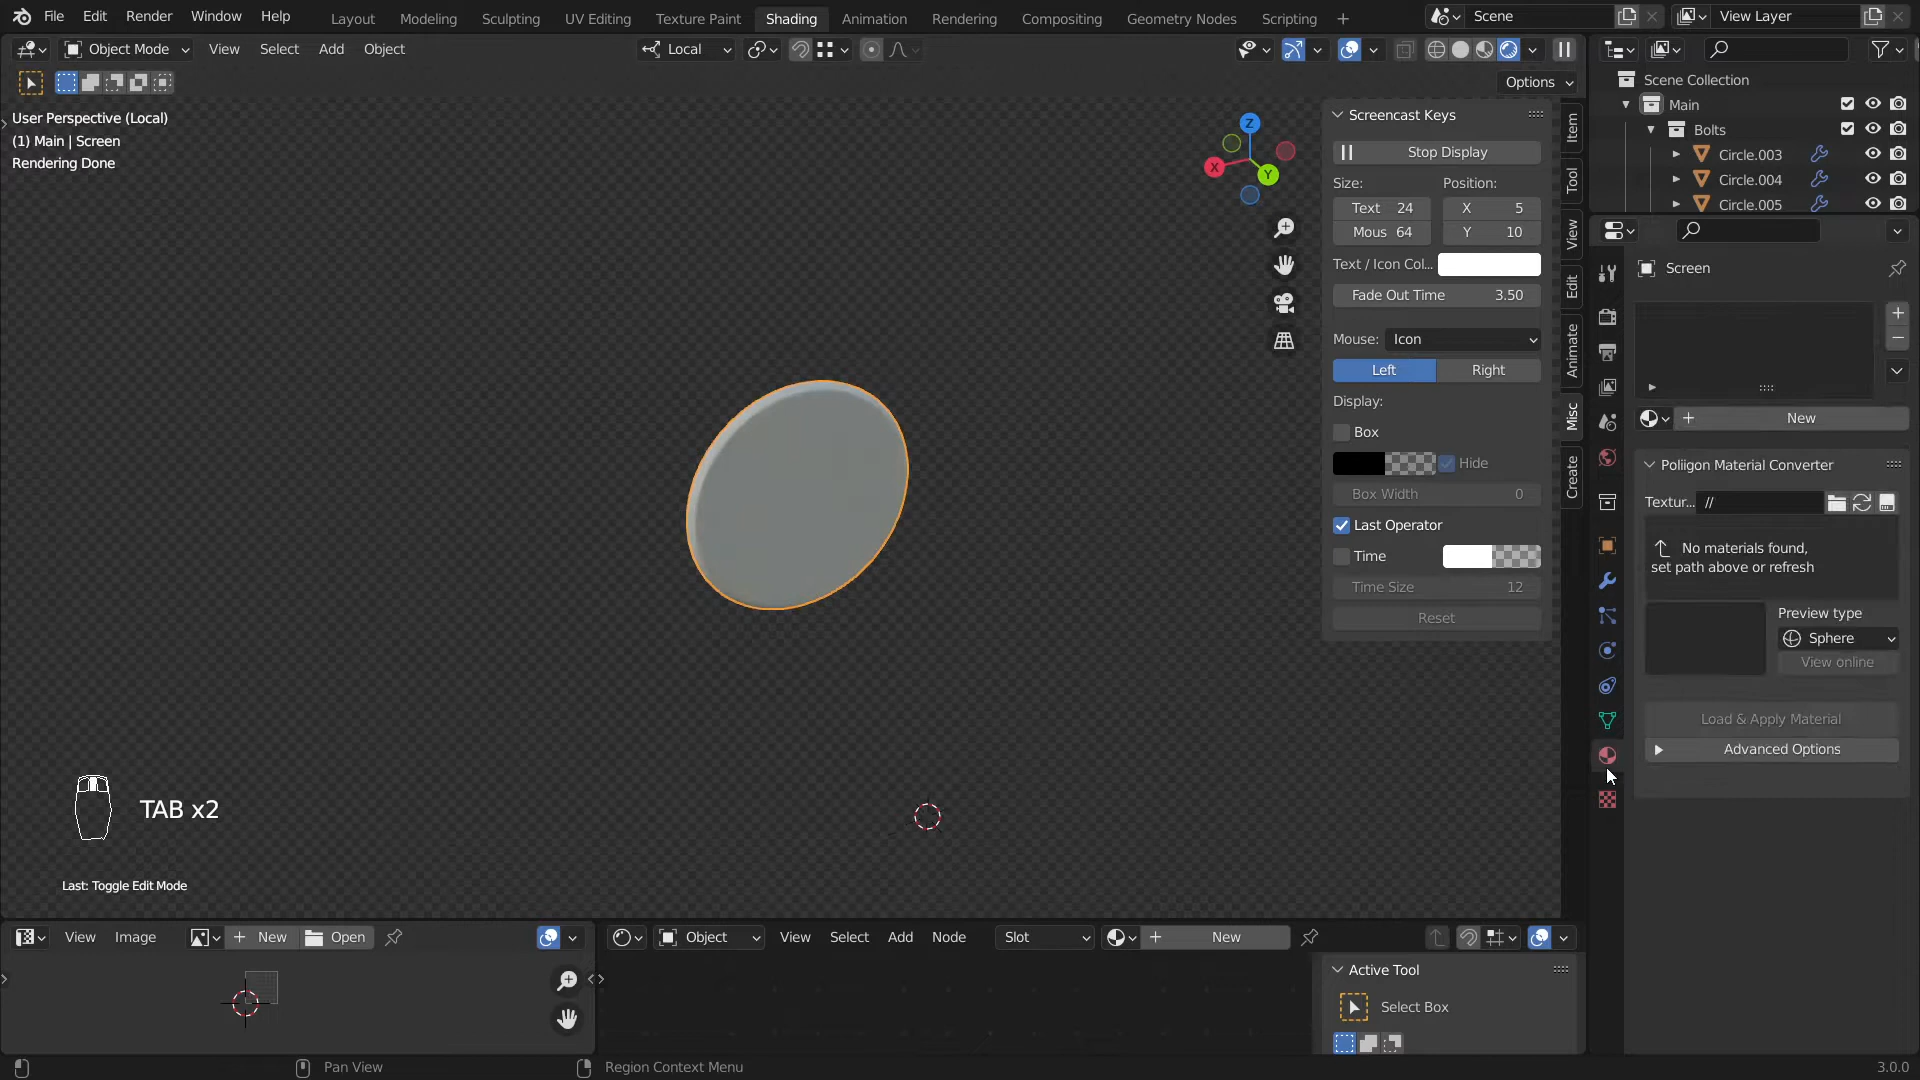 File Edit Render Window Help Layout Modeling Sculpting UV Editing Texture Paint Shading Animation Rendering Compositing Geometry Nodes Scripting + Scene View Layer
Object Mode View Select Add Object Local
Options
User Perspective (Local)
(1) Main | Screen
Rendering Done
Z
X
Y
Screencast Keys
Stop Display
Size: Position:
Text 24 X 5
Mous 64 Y 10
Text / Icon Col...
Fade Out Time 3.50
Mouse: Icon
Left Right
Display:
Box
Hide
Box Width 0
Last Operator
Time
Time Size 12
Reset
Item
Tool
View
Edit
Animate
Misc
Create
Scene Collection
Main
Bolts
Circle.003
Circle.004
Circle.005
Screen
+ New
Poliigon Material Converter
Textur... //
No materials found,
set path above or refresh
Preview type
Sphere
View online
Load & Apply Material
Advanced Options
TAB x2
Last: Toggle Edit Mode
View Image + New Open
Object View Select Add Node Slot + New
Active Tool
Select Box
Pan View Region Context Menu 3.0.0